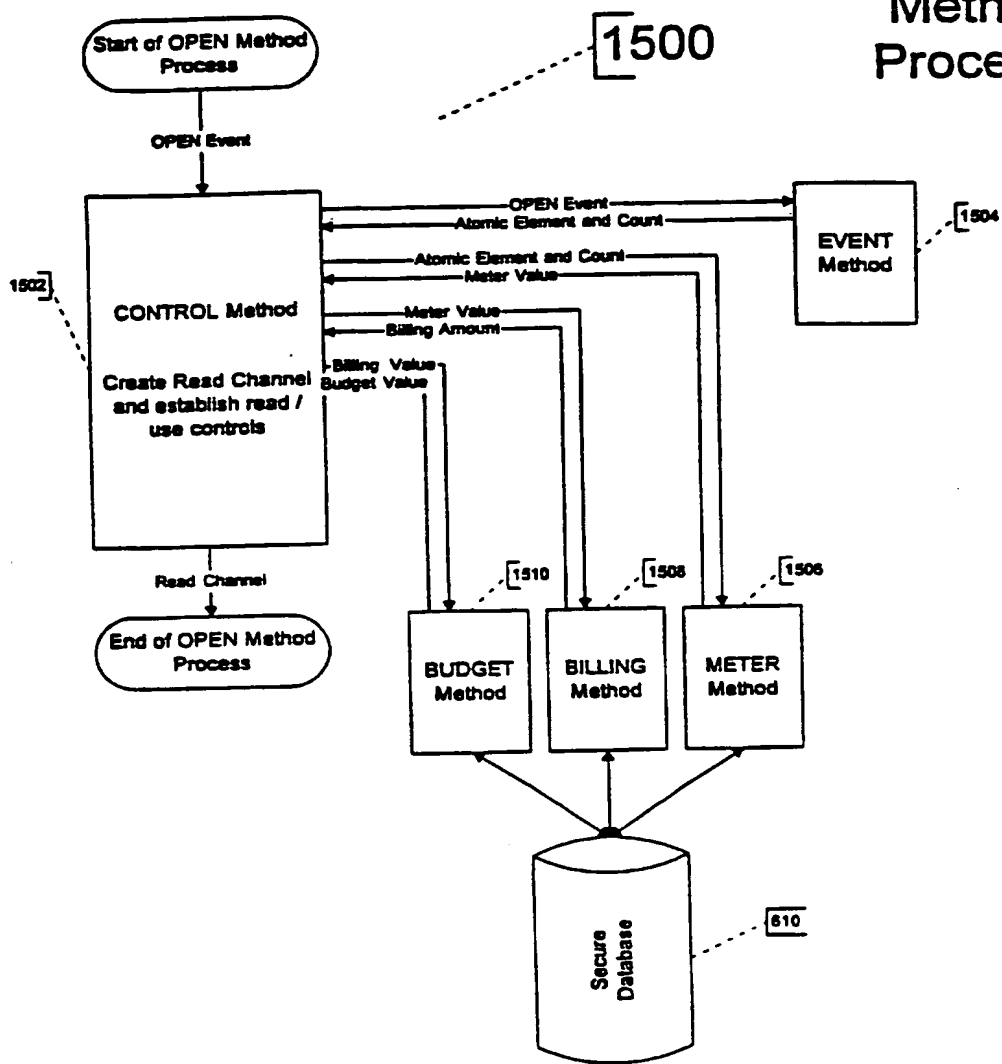 Start of OPEN Method
Process
1500
OPEN Event
OPEN Event
Atomic Element and Count
EVENT
Method
1504
Atomic Element and Count
Meter Value
1502
CONTROL Method
Create Read Channel
and establish read /
use controls
Meter Value
Billing Amount
Billing Value
Budget Value
Read Channel
End of OPEN Method
Process
1510
1508
1506
BUDGET
Method
BILLING
Method
METER
Method
Secure
Database
610